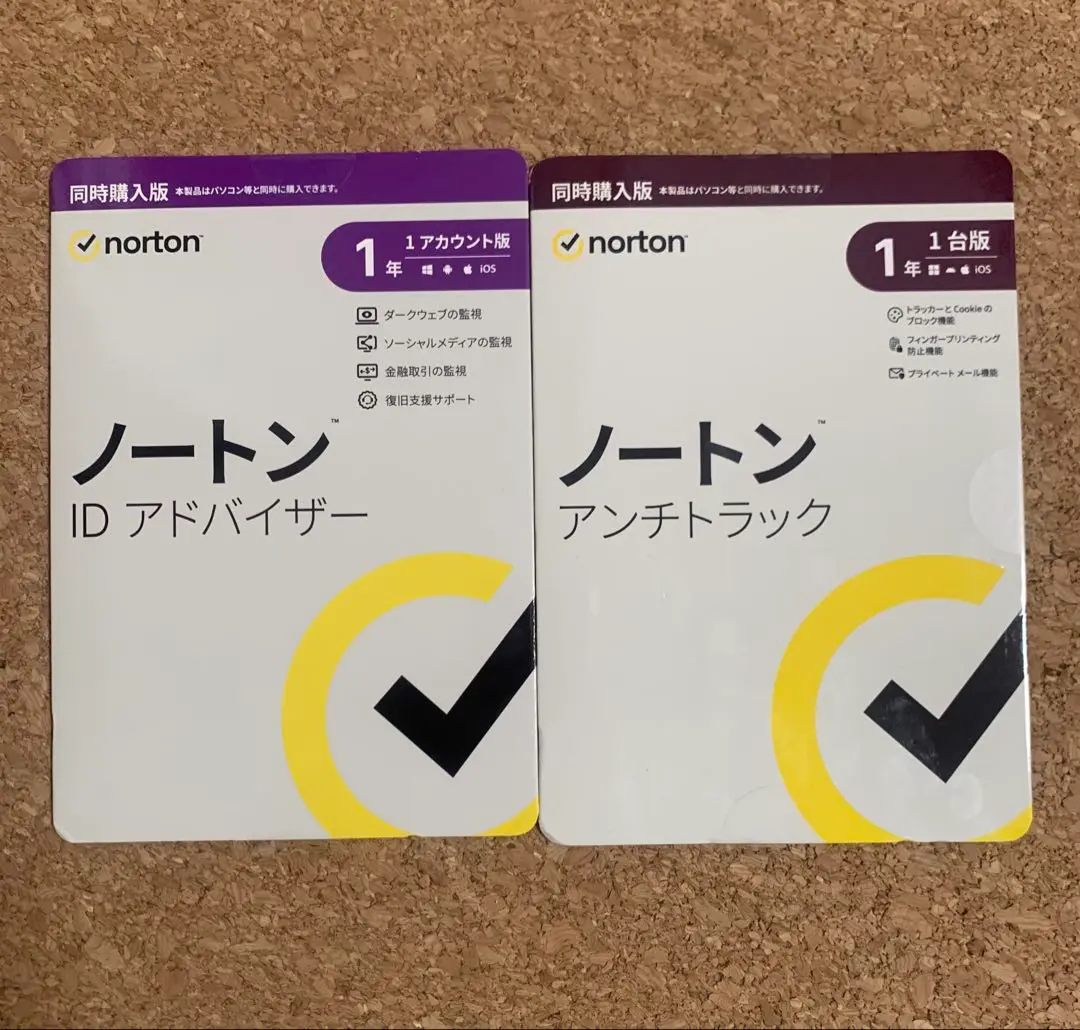 同時購入版 本製品はパソコン等と同時に購入できます。
norton
1年
1 アカウント版
iOS
ダークウェブの監視
ソーシャルメディアの監視
金融取引の監視
復旧支援サポート
ノートン™
ID アドバイザー
同時購入版 本製品はパソコン等と同時に購入できます。
norton
1年
1 台版
iOS
トラッカーと Cookie の
ブロック機能
フィンガープリンティング
防止機能
プライベート メール機能
ノートン™
アンチトラック